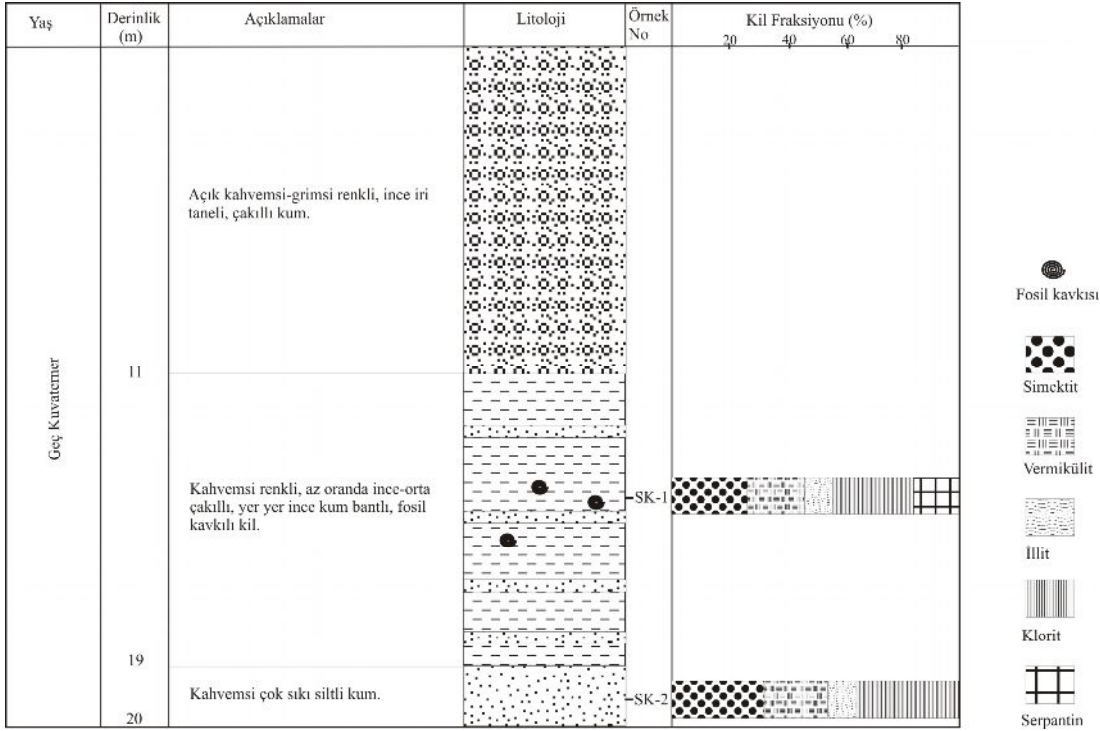 Yaş
Derinlik
(m)
Açıklamalar
Litoloji
Örnek
No
Kil Fraksiyonu (%)
20 40 60 80
Açık kahvemsi-grimsi renkli, ince iri
taneli, çakıllı kum.
11
Geç Kuvaterner
Kahvemsi renkli, az oranda ince-orta
çakıllı, yer yer ince kum bantlı, fosil
kavkılı kil.
SK-1
19
Kahvemsi çok sıkı siltli kum.
SK-2
20
Fosil kavkısı
Simektit
Vermikülit
İllit
Klorit
Serpantin